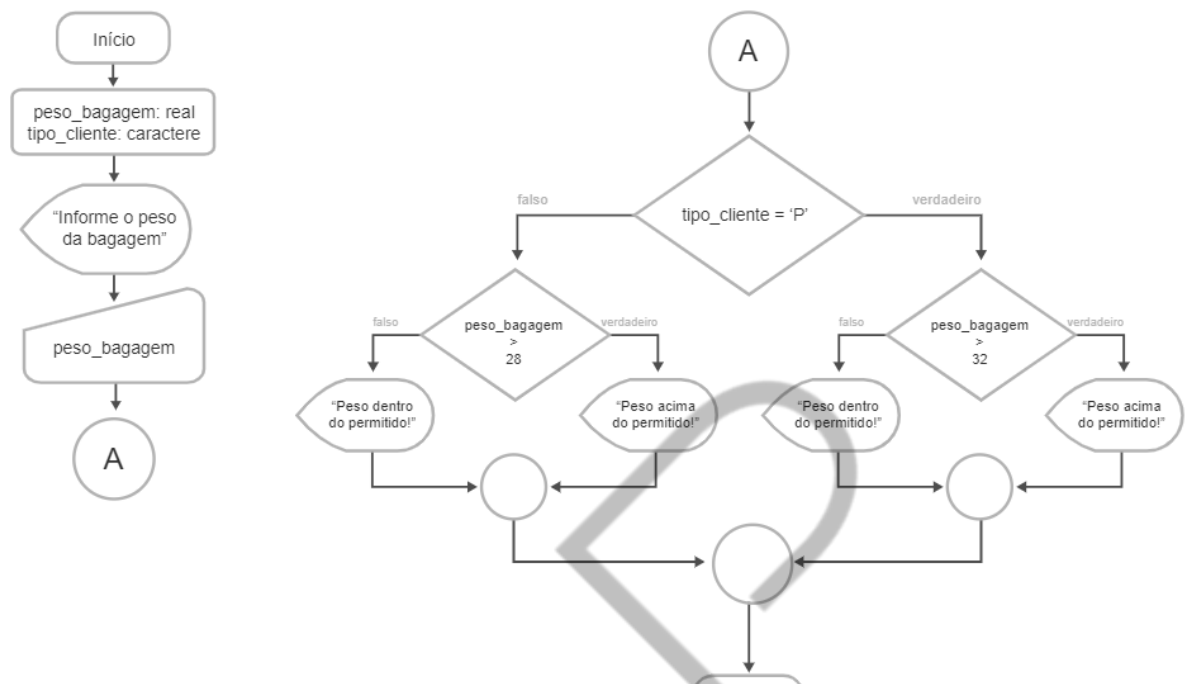 Início
peso_bagagem: real
tipo_cliente: caractere
“Informe o peso
da bagagem”
peso_bagagem
A
A
tipo_cliente = ‘P’
falso
verdadeiro
peso_bagagem
>
28
falso
verdadeiro
peso_bagagem
>
32
falso
verdadeiro
“Peso dentro
do permitido!”
“Peso acima
do permitido!”
“Peso dentro
do permitido!”
“Peso acima
do permitido!”